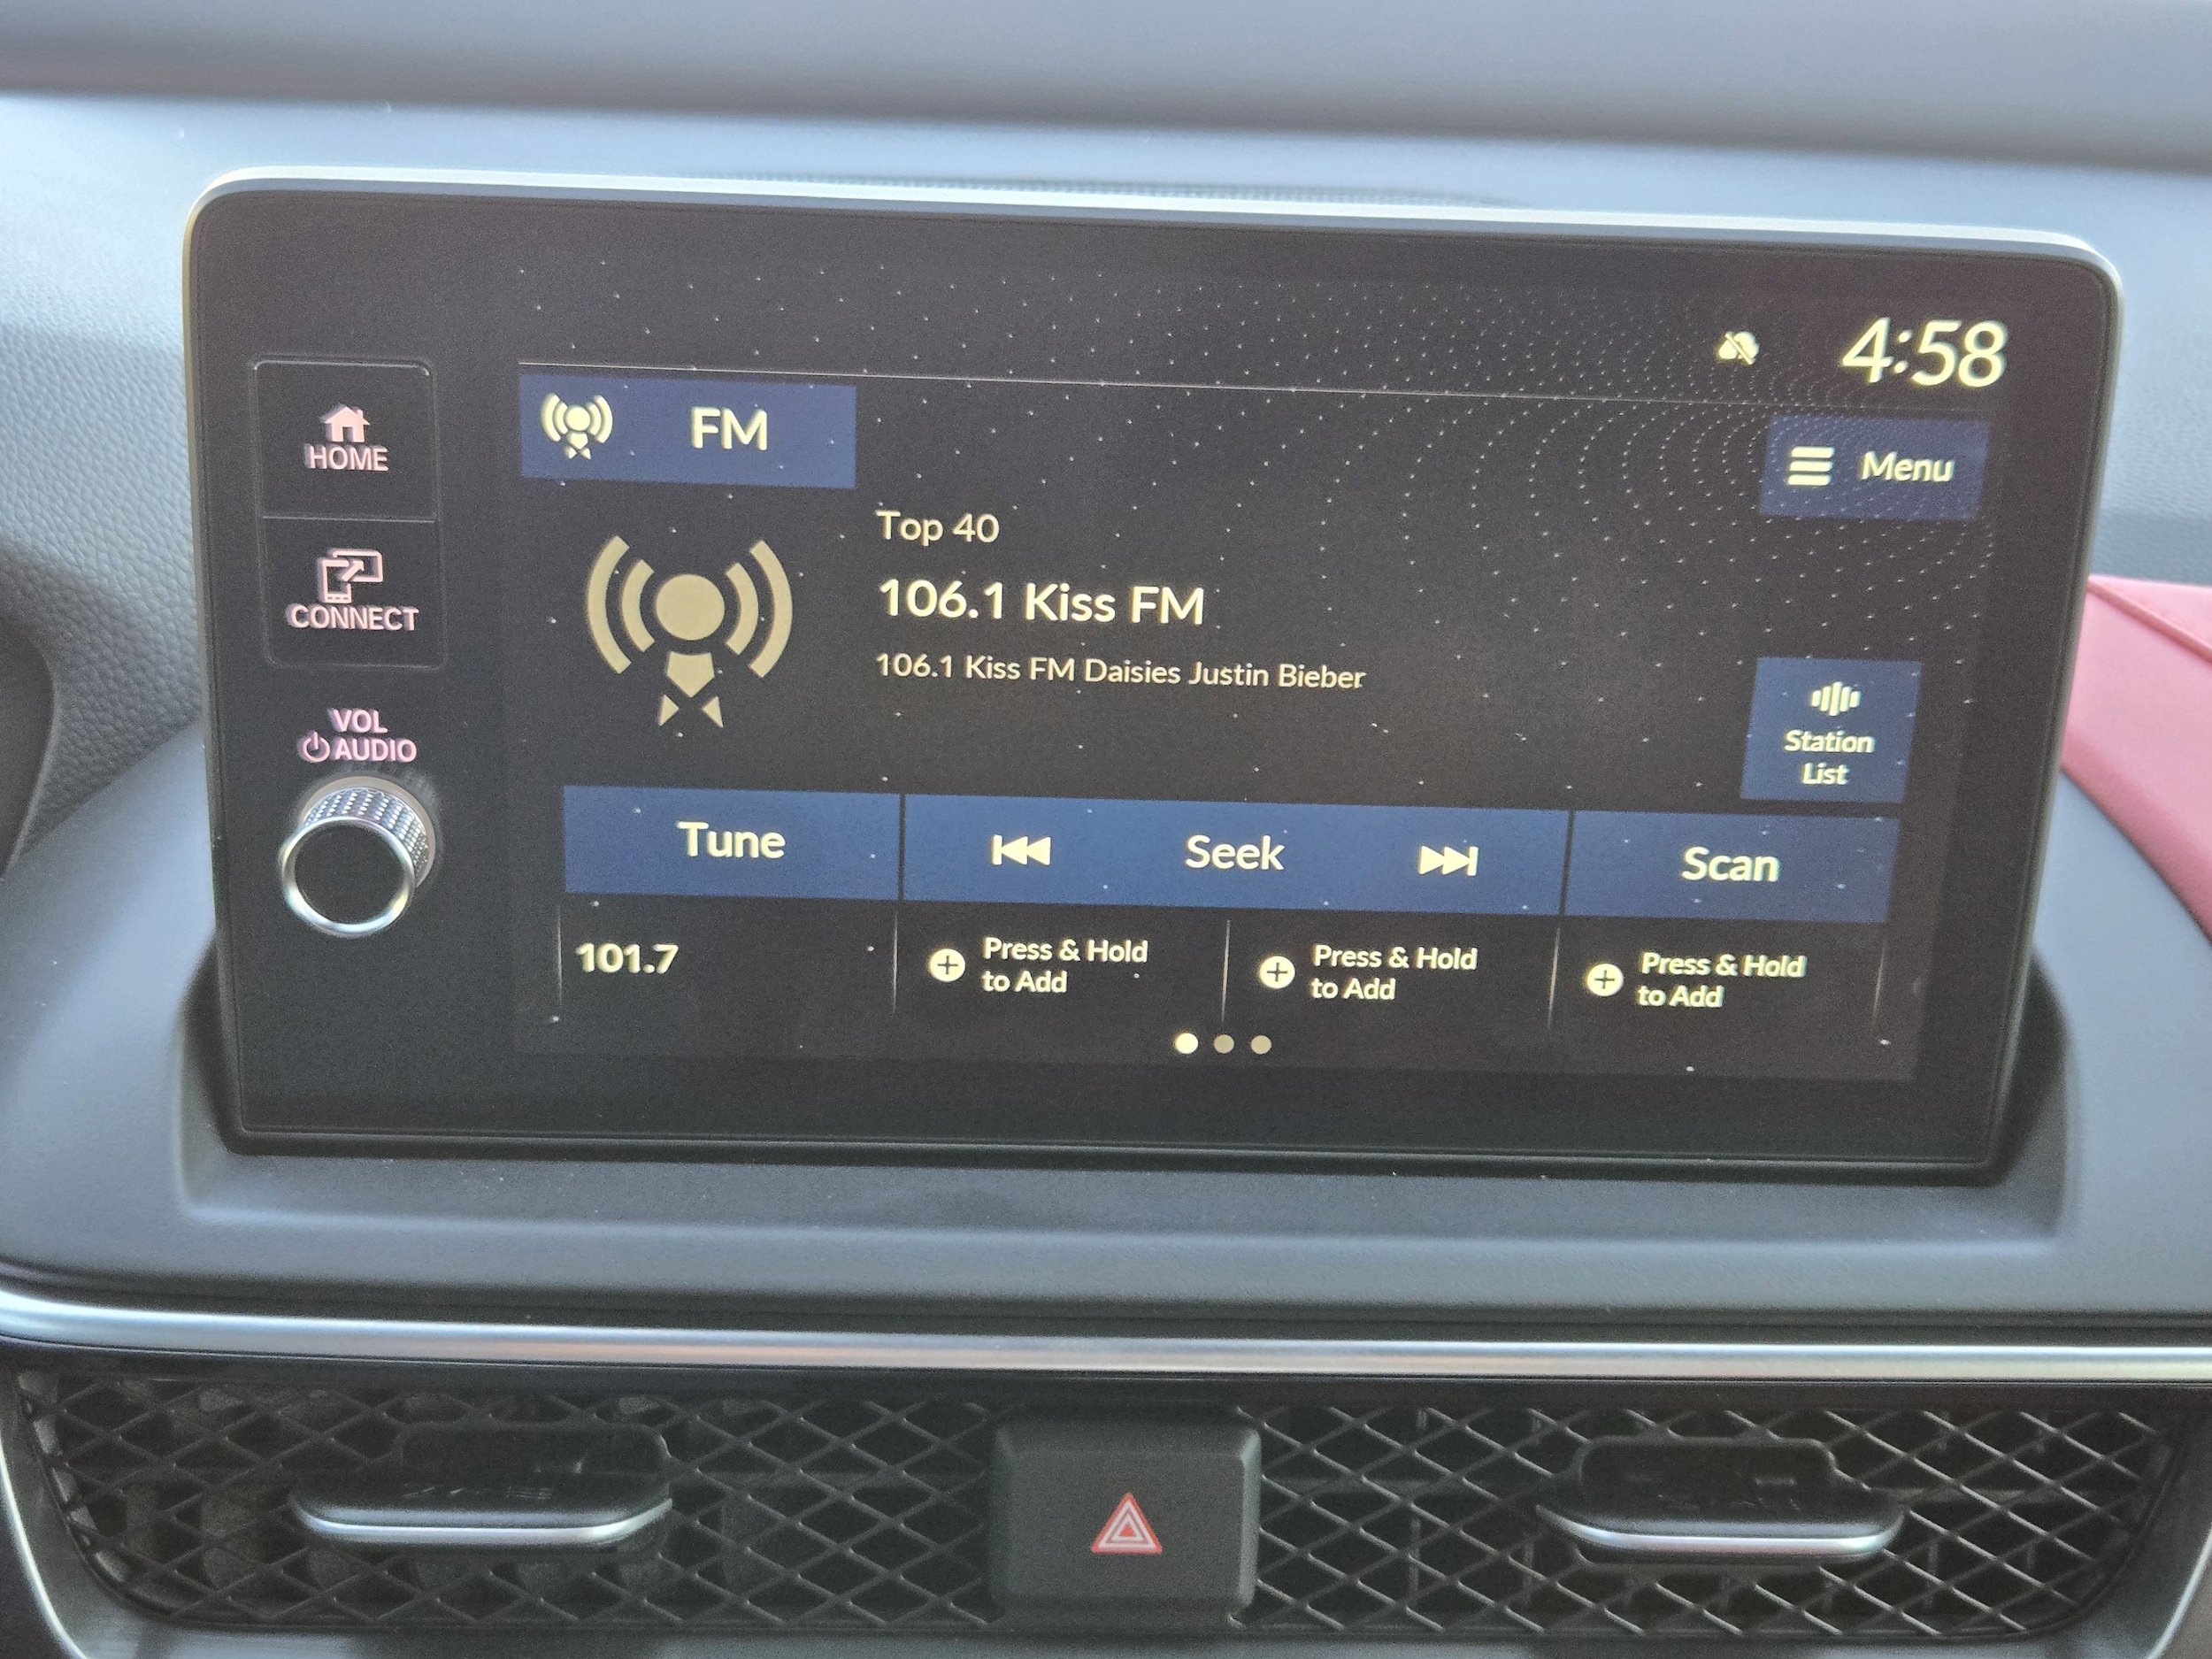 4:58
HOME
FM
Menu
Top 40
106.1 Kiss FM
CONNECT
106.1 Kiss FM Daisies Justin Bieber
VOL
AUDIO
Station
List
Tune
Seek
Scan
101.7
Press & Hold
to Add
Press & Hold
to Add
Press & Hold
to Add